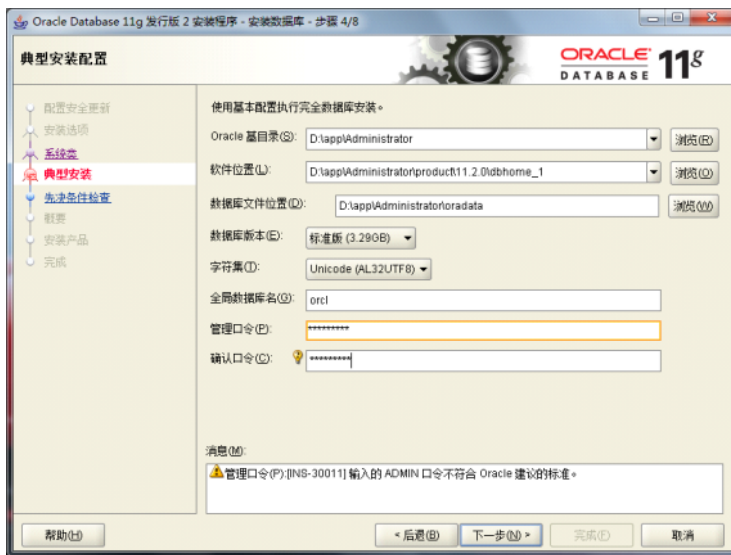 Oracle Database 11g 发行版 2 安装程序 - 安装数据库 - 步骤 4/8
典型安装配置
ORACLE
DATABASE
11g
配置安全更新
安装选项
系统类
典型安装
先决条件检查
概要
安装产品
完成
使用基本配置执行完全数据库安装。
Oracle 基目录(S): D:\app\Administrator 浏览(R)
软件位置(L): D:\app\Administrator\product\11.2.0\dbhome_1 浏览(O)
数据库文件位置(D): D:\app\Administrator\oradata 浏览(W)
数据库版本(E): 标准版 (3.29GB)
字符集(T): Unicode (AL32UTF8)
全局数据库名(G): orcl
管理口令(P): *********
确认口令(C): *********
消息(M):
管理口令(P):[INS-30011] 输入的 ADMIN 口令不符合 Oracle 建议的标准。
帮助(H) < 后退(B) 下一步(N) > 完成(F) 取消